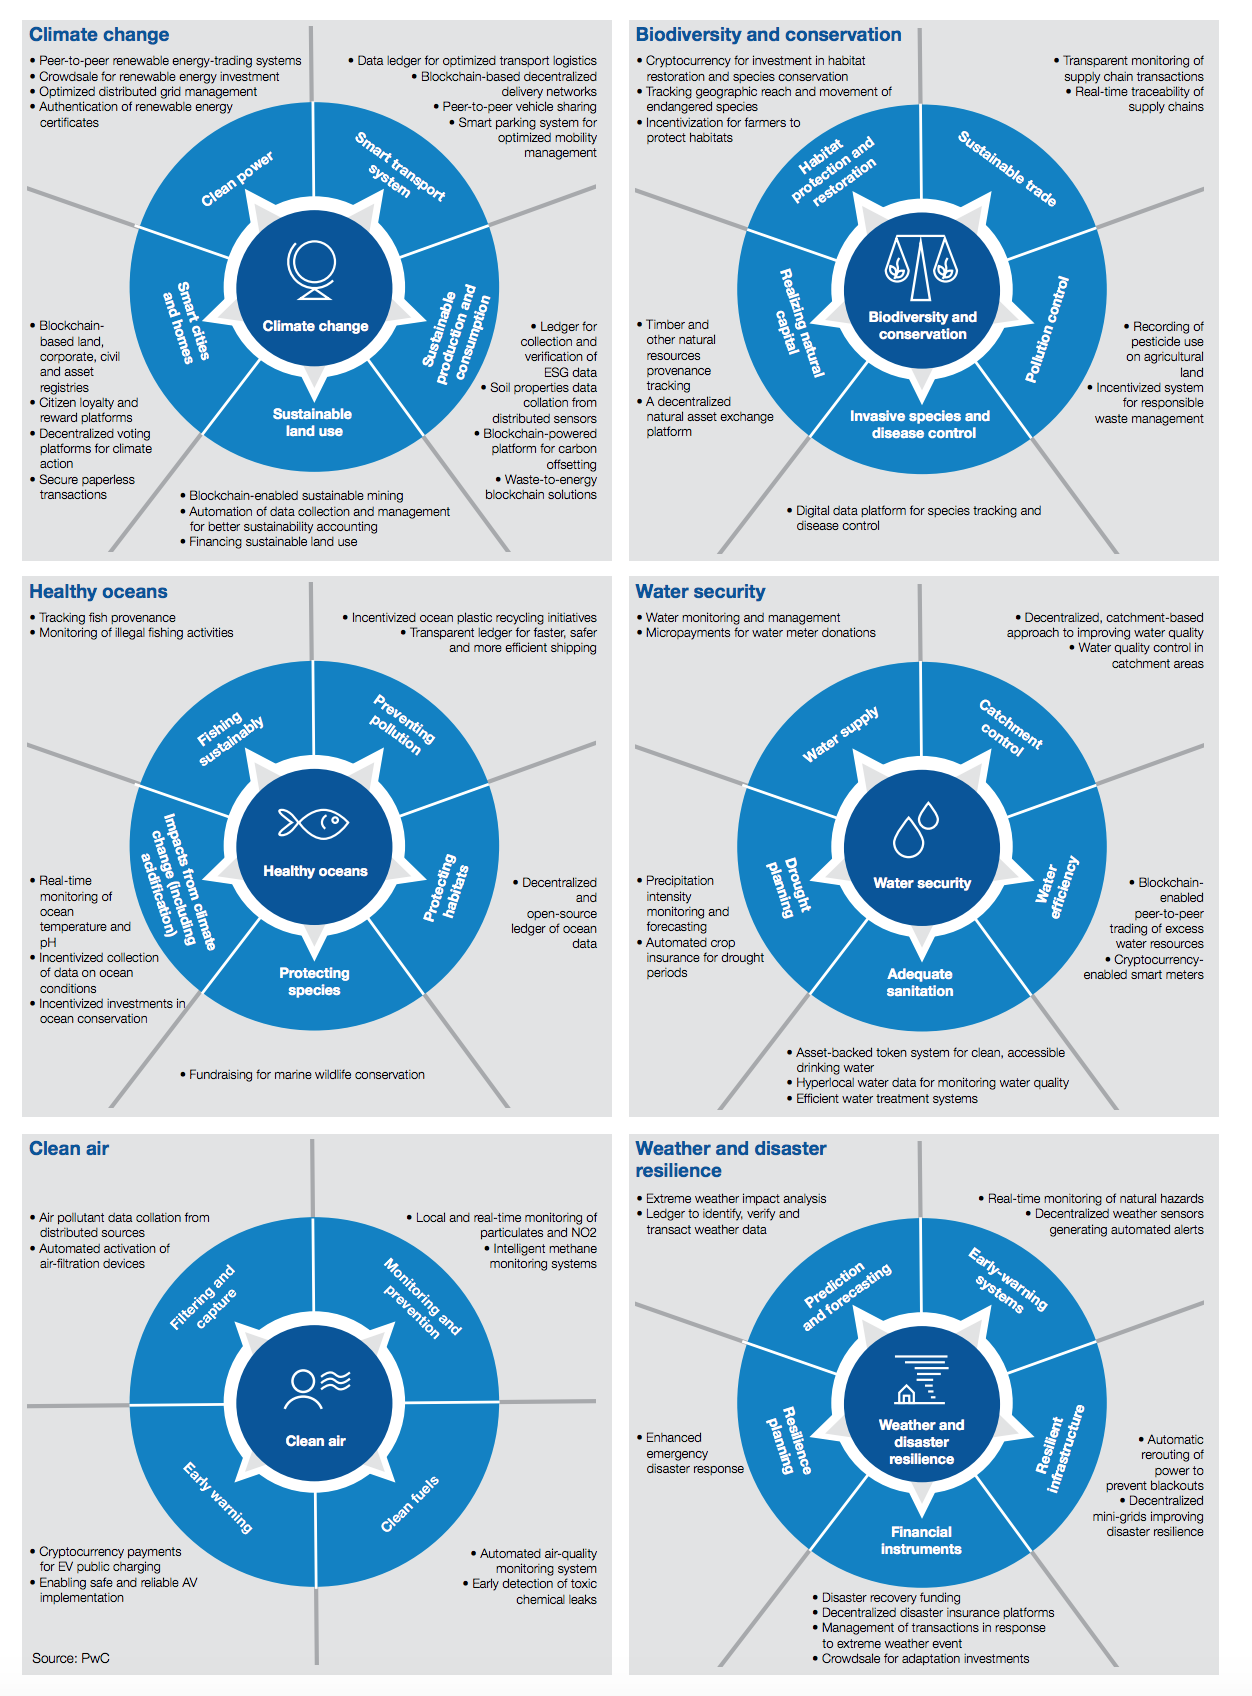 Climate change
• Peer-to-peer renewable energy-trading systems
• Crowdsale for renewable energy investment
• Optimized distributed grid management
• Authentication of renewable energy
certificates
• Data ledger for optimized transport logistics
• Blockchain-based decentralized
delivery networks
• Peer-to-peer vehicle sharing
• Smart parking system for
optimized mobility
management
Clean power
Smart transport
system
Smart cities
and homes
Sustainable
production and
consumption
Climate change
Sustainable
land use
• Blockchain-
based land,
corporate, civil
and asset
registries
• Citizen loyalty and
reward platforms
• Decentralized voting
platforms for climate
action
• Secure paperless
transactions
• Ledger for
collection and
verification of
ESG data
• Soil properties data
collation from
distributed sensors
• Blockchain-powered
platform for carbon
offsetting
• Waste-to-energy
blockchain solutions
• Blockchain-enabled sustainable mining
• Automation of data collection and management
for better sustainability accounting
• Financing sustainable land use
Biodiversity and conservation
• Cryptocurrency for investment in habitat
restoration and species conservation
• Tracking geographic reach and movement of
endangered species
• Incentivization for farmers to
protect habitats
• Transparent monitoring of
supply chain transactions
• Real-time traceability of
supply chains
Habitat
protection and
restoration
Sustainable trade
Realizing natural
capital
Pollution control
Biodiversity and
conservation
Invasive species and
disease control
• Timber and
other natural
resources
provenance
tracking
• A decentralized
natural asset exchange
platform
• Recording of
pesticide use
on agricultural
land
• Incentivized system
for responsible
waste management
• Digital data platform for species tracking and
disease control
Healthy oceans
• Tracking fish provenance
• Monitoring of illegal fishing activities
• Incentivized ocean plastic recycling initiatives
• Transparent ledger for faster, safer
and more efficient shipping
Fishing
sustainably
Preventing
pollution
Impacts from climate
change (including
acidification)
Protecting
habitats
Healthy oceans
Protecting
species
• Real-time
monitoring of
ocean
temperature and
pH
• Incentivized collection
of data on ocean
conditions
• Incentivized investments in
ocean conservation
• Decentralized
and
open-source
ledger of ocean
data
• Fundraising for marine wildlife conservation
Water security
• Water monitoring and management
• Micropayments for water meter donations
• Decentralized, catchment-based
approach to improving water quality
• Water quality control in
catchment areas
Water supply
Catchment
control
Drought
planning
Water
efficiency
Water security
Adequate
sanitation
• Precipitation
intensity
monitoring and
forecasting
• Automated crop
insurance for drought
periods
• Blockchain-
enabled
peer-to-peer
trading of excess
water resources
• Cryptocurrency-
enabled smart meters
• Asset-backed token system for clean, accessible
drinking water
• Hyperlocal water data for monitoring water quality
• Efficient water treatment systems
Clean air
• Air pollutant data collation from
distributed sources
• Automated activation of
air-filtration devices
• Local and real-time monitoring of
particulates and NO2
• Intelligent methane
monitoring systems
Filtering and
capture
Monitoring and
prevention
Clean air
Early warning
Clean fuels
• Cryptocurrency payments
for EV public charging
• Enabling safe and reliable AV
implementation
• Automated air-quality
monitoring system
• Early detection of toxic
chemical leaks
Source: PwC
Weather and disaster
resilience
• Extreme weather impact analysis
• Ledger to identify, verify and
transact weather data
• Real-time monitoring of natural hazards
• Decentralized weather sensors
generating automated alerts
Prediction
and forecasting
Early-warning
systems
Resilience
planning
Resilient
infrastructure
Weather and
disaster
resilience
Financial
instruments
• Enhanced
emergency
disaster response
• Automatic
rerouting of
power to
prevent blackouts
• Decentralized
mini-grids improving
disaster resilience
• Disaster recovery funding
• Decentralized disaster insurance platforms
• Management of transactions in response
to extreme weather event
• Crowdsale for adaptation investments